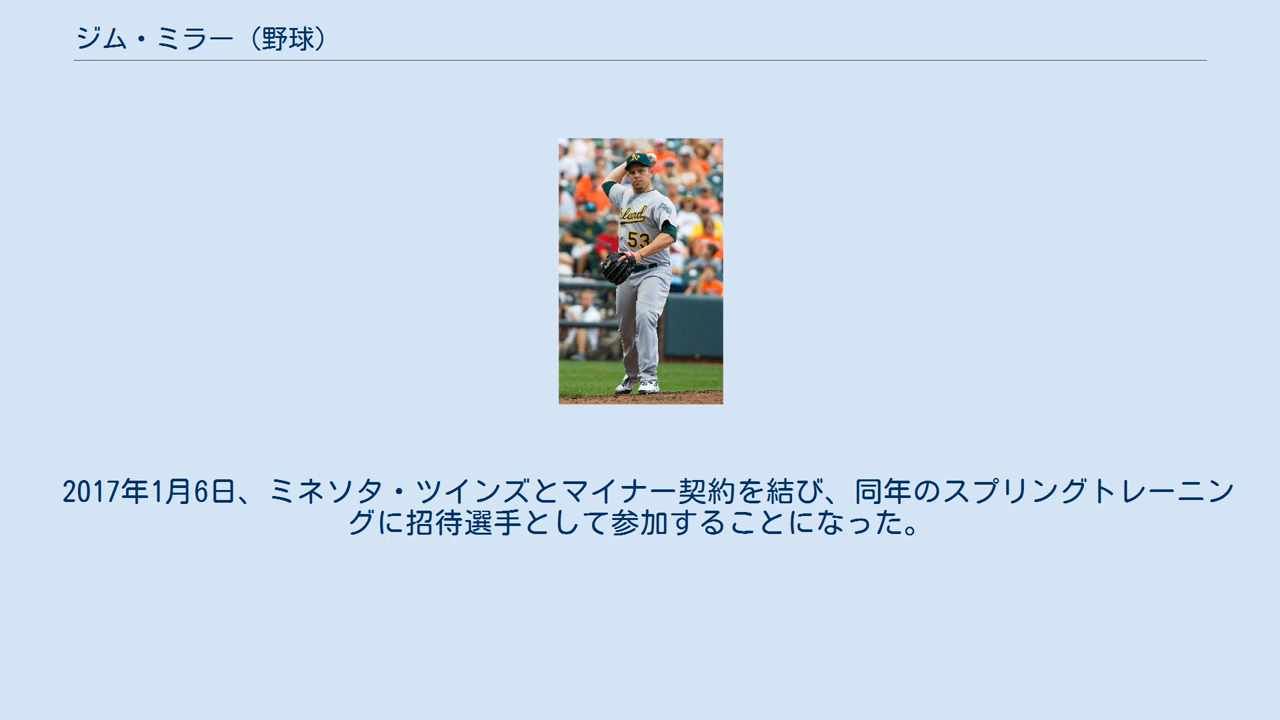 ジム・ミラー（野球）
land
53
2017年1月6日、ミネソタ・ツインズとマイナー契約を結び、同年のスプリングトレーニン
グに招待選手として参加することになった。